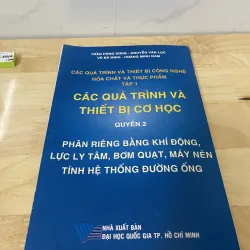 TRẦN HÙNG DŨNG - NGUYỄN VĂN LỤC
VŨ BÁ MINH - HOÀNG MINH NAM
CÁC QUÁ TRÌNH VÀ THIẾT BỊ CÔNG NGHỆ
HÓA CHẤT VÀ THỰC PHẨM
TẬP 1
CÁC QUÁ TRÌNH VÀ
THIẾT BỊ CƠ HỌC
QUYỂN 2
PHÂN RIÊNG BẰNG KHÍ ĐỘNG,
LỰC LY TÂM, BƠM QUẠT, MÁY NÉN
TÍNH HỆ THỐNG ĐƯỜNG ỐNG
NHÀ XUẤT BẢN
ĐẠI HỌC QUỐC GIA TP. HỒ CHÍ MINH